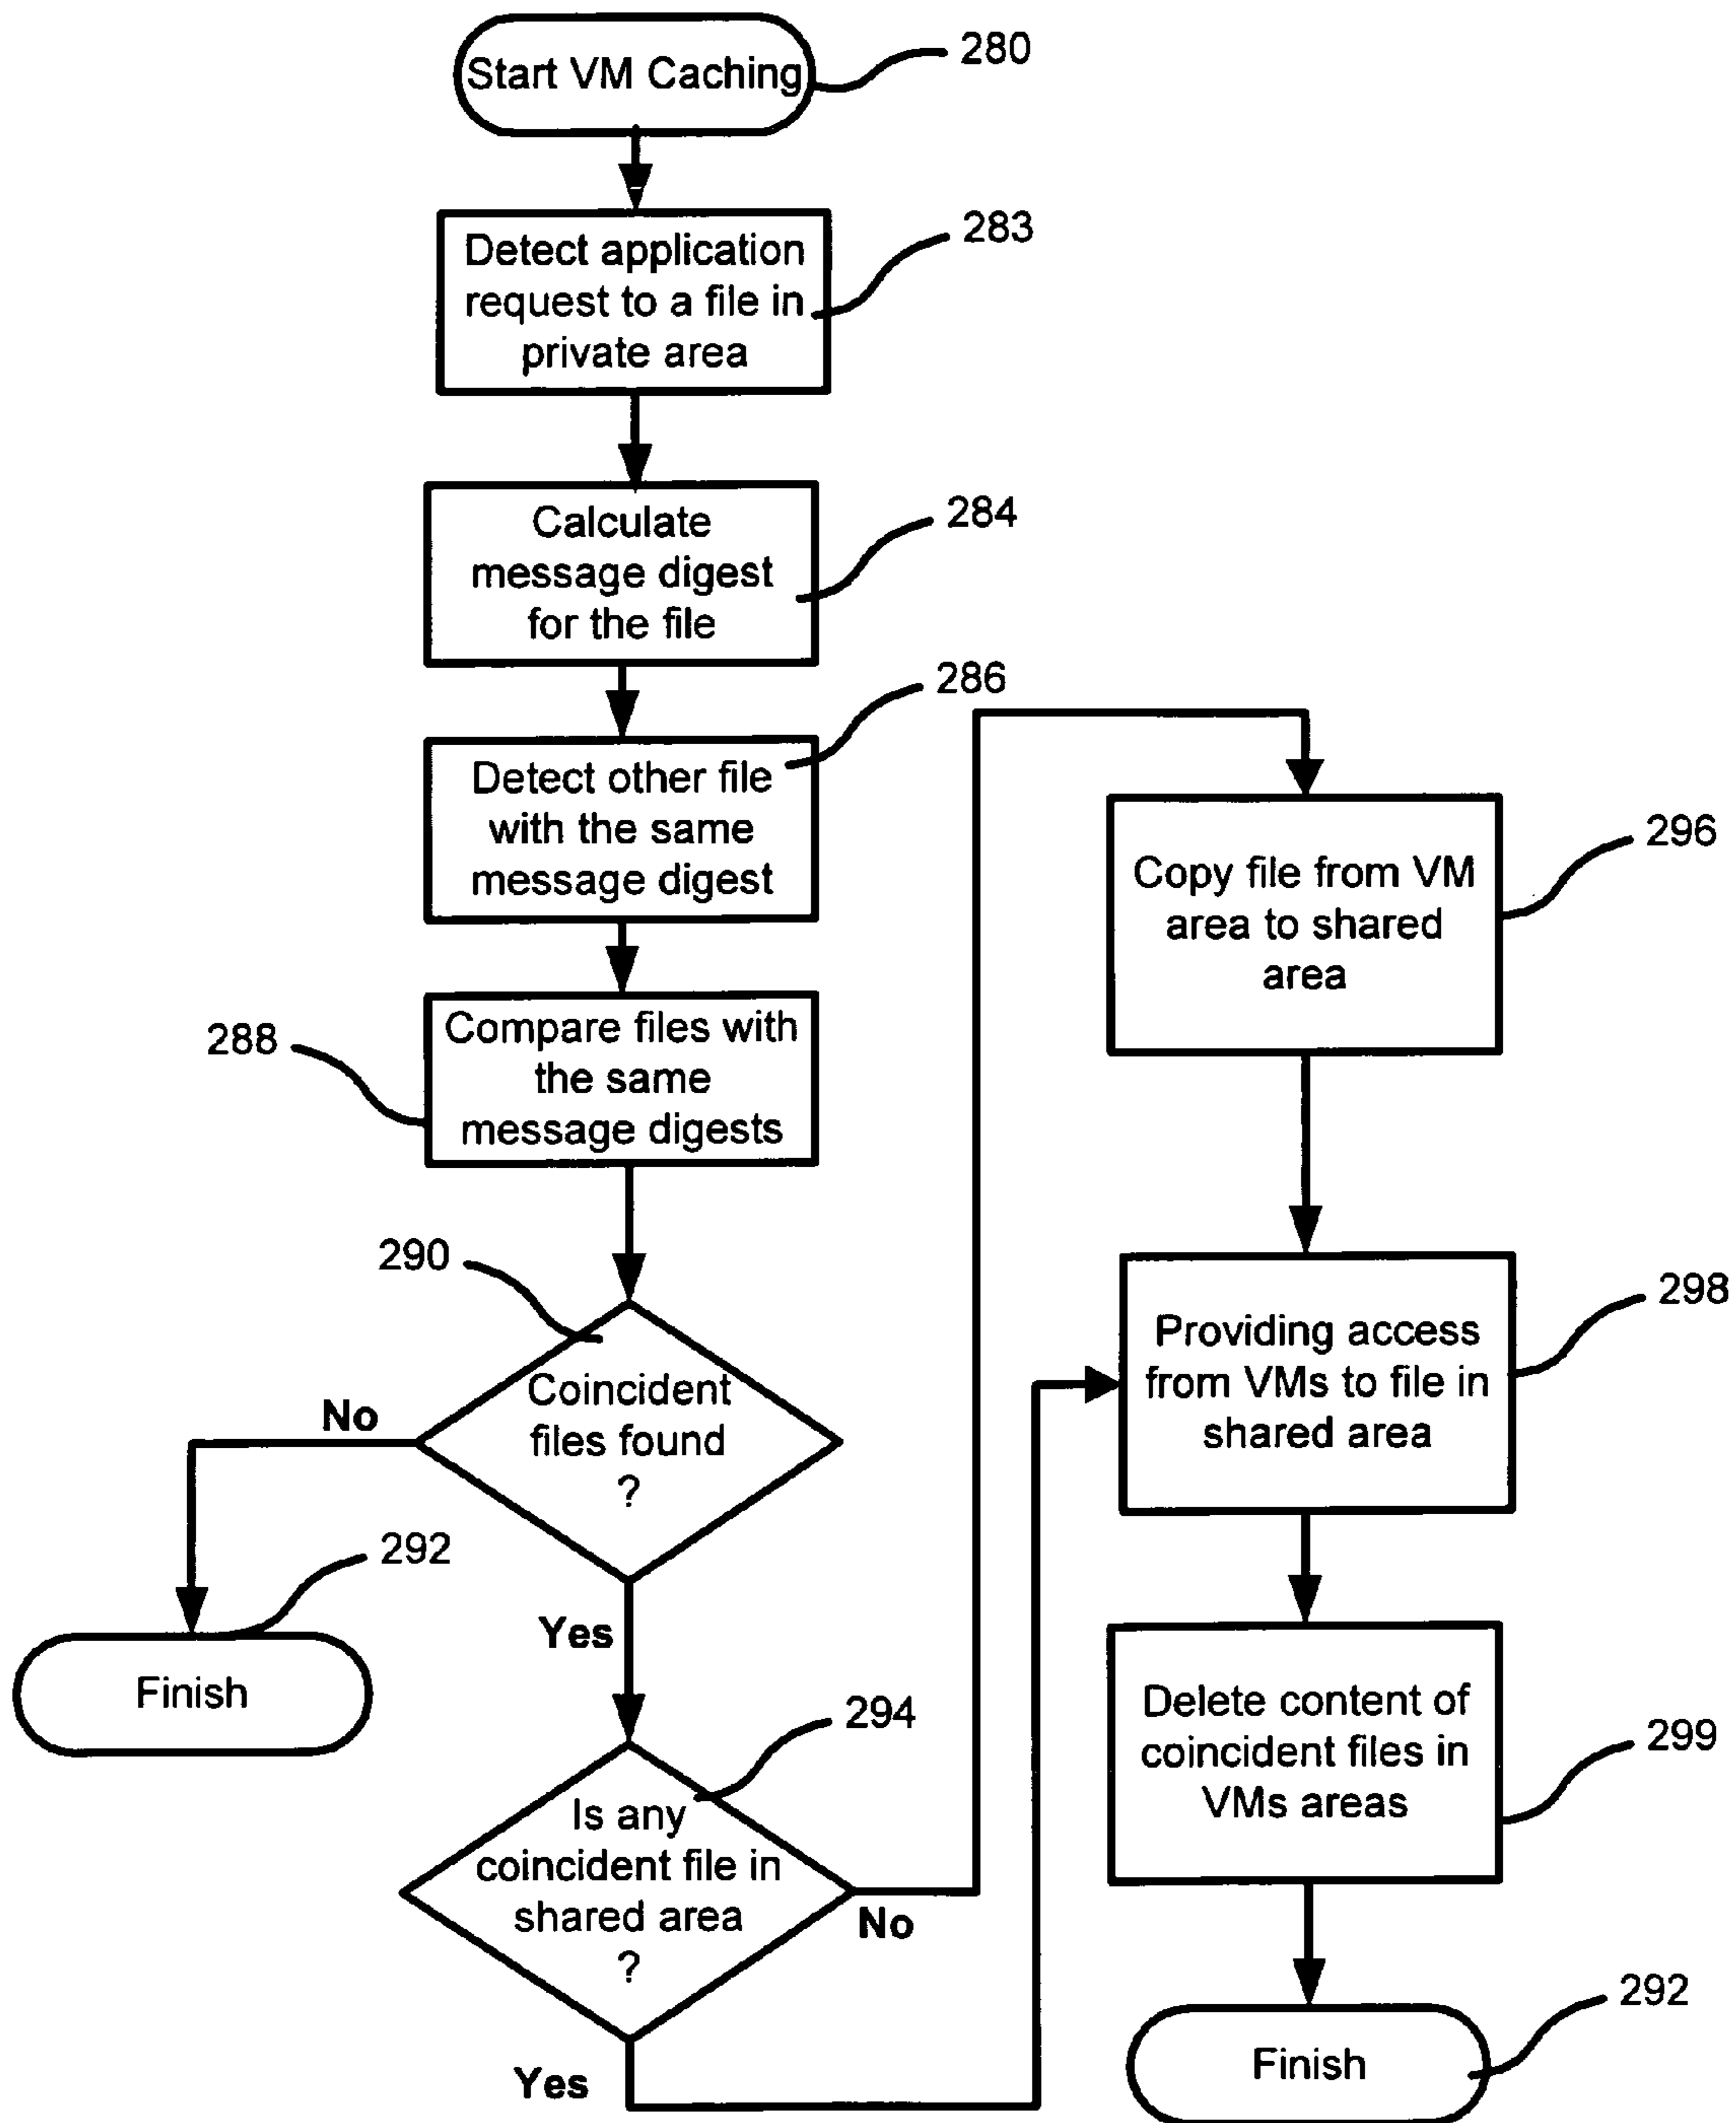 Start VM Caching
280
Detect application
request to a file in
private area
283
Calculate
message digest
for the file
284
Detect other file
with the same
message digest
286
Compare files with
the same
message digests
288
290
Coincident
files found
?
No
292
Finish
Yes
294
Is any
coincident file in
shared area
?
No
Yes
296
Copy file from VM
area to shared
area
298
Providing access
from VMs to file in
shared area
Delete content of
coincident files in
VMs areas
299
292
Finish